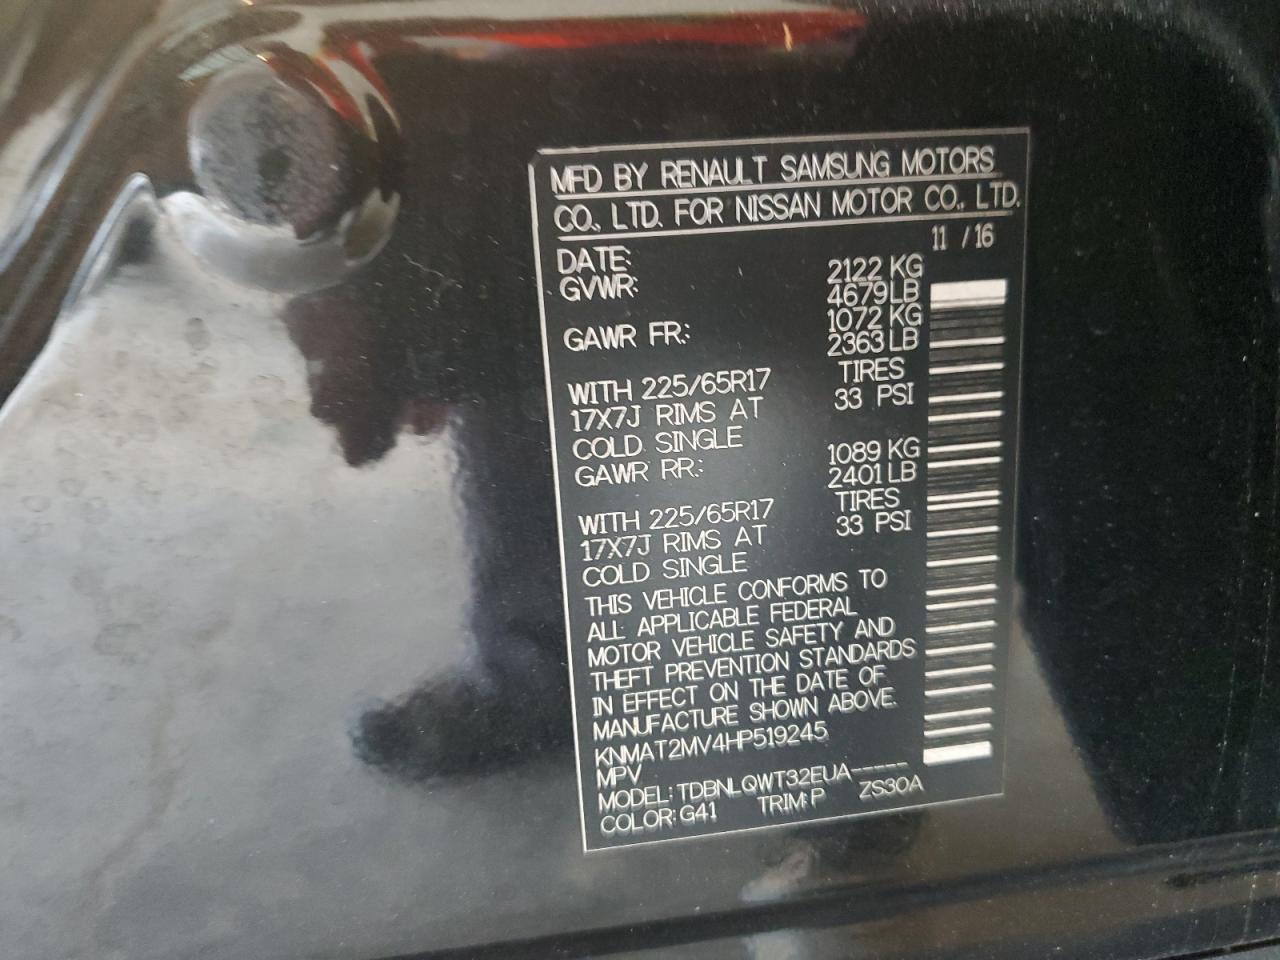 MFD BY RENAULT SAMSUNG MOTORS
CO., LTD. FOR NISSAN MOTOR CO., LTD.
DATE: 11 / 16
GVWR: 2122 KG
4679 LB
GAWR FR: 1072 KG
2363 LB
WITH 225/65R17 TIRES
17X7J RIMS AT 33 PSI
COLD SINGLE
GAWR RR: 1089 KG
2401 LB
WITH 225/65R17 TIRES
17X7J RIMS AT 33 PSI
COLD SINGLE
THIS VEHICLE CONFORMS TO
ALL APPLICABLE FEDERAL
MOTOR VEHICLE SAFETY AND
THEFT PREVENTION STANDARDS
IN EFFECT ON THE DATE OF
MANUFACTURE SHOWN ABOVE.
KNMAT2MV4HP519245
MPV
MODEL: TDBNLQWT32EUA-----
COLOR: G41 TRIM: P ZS30A